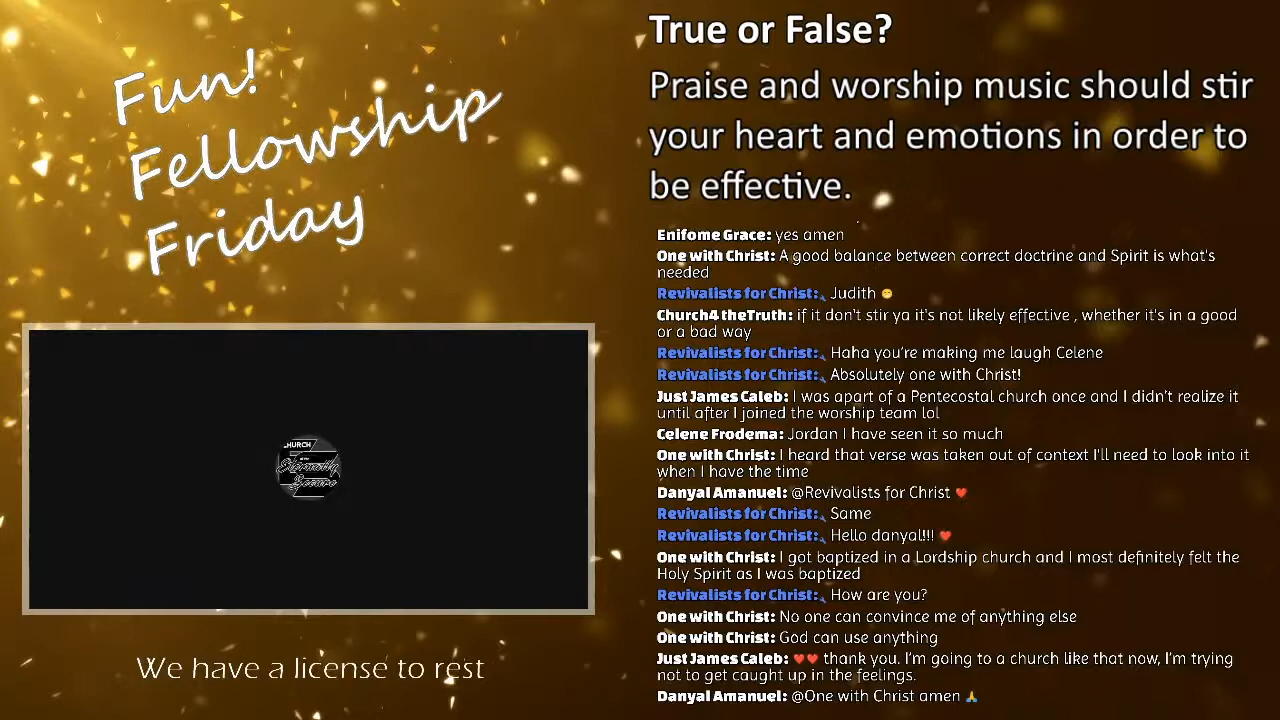 Fun!
Fellowship
Friday
CHURCH
Eternally
Secure
We have a license to rest
True or False?
Praise and worship music should stir
your heart and emotions in order to
be effective.
Enifome Grace: yes amen
One with Christ: A good balance between correct doctrine and Spirit is what's
needed
Revivalists for Christ: Judith 😁
Church4theTruth: if it don't stir ya it's not likely effective , whether it's in a good
or a bad way
Revivalists for Christ: Haha you're making me laugh Celene
Revivalists for Christ: Absolutely one with Christ!
Just James Caleb: I was apart of a Pentecostal church once and I didn't realize it
until after I joined the worship team lol
Celene Frodema: Jordan I have seen it so much
One with Christ: I heard that verse was taken out of context I'll need to look into it
when I have the time
Danyal Amanuel: @Revivalists for Christ ❤️
Revivalists for Christ: Same
Revivalists for Christ: Hello danyal!!! ❤️
One with Christ: I got baptized in a Lordship church and I most definitely felt the
Holy Spirit as I was baptized
Revivalists for Christ: How are you?
One with Christ: No one can convince me of anything else
One with Christ: God can use anything
Just James Caleb: ❤️❤️ thank you. I'm going to a church like that now, I'm trying
not to get caught up in the feelings.
Danyal Amanuel: @One with Christ amen 🙏